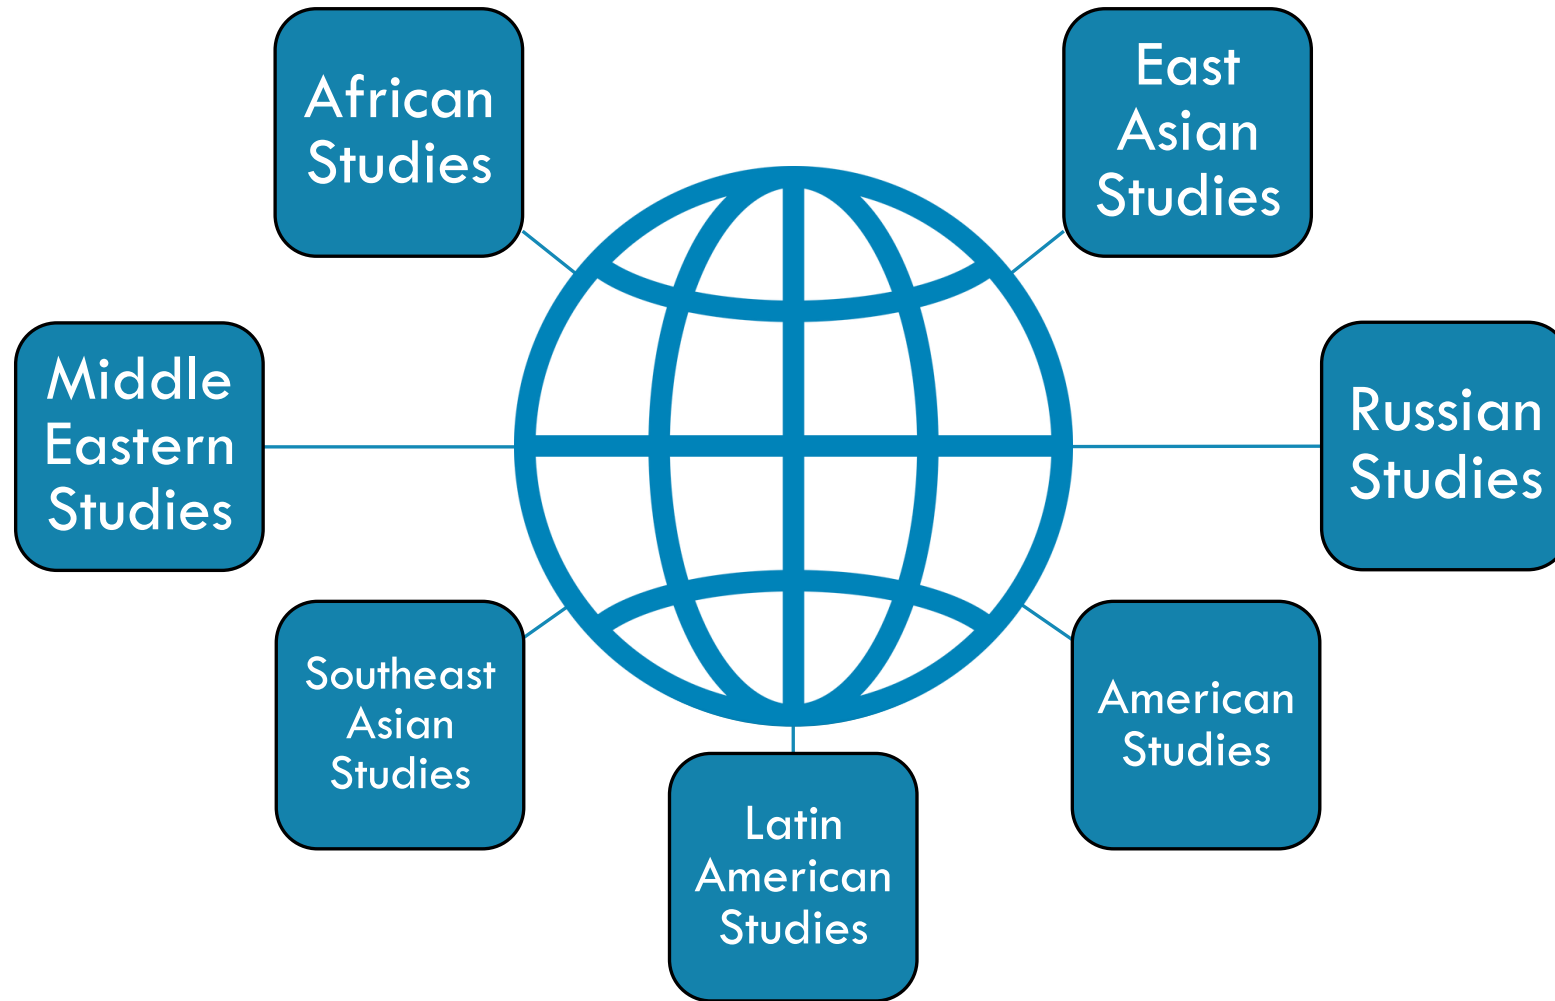 African
Studies
East
Asian
Studies
Middle
Eastern
Studies
Russian
Studies
Southeast
Asian
Studies
American
Studies
Latin
American
Studies